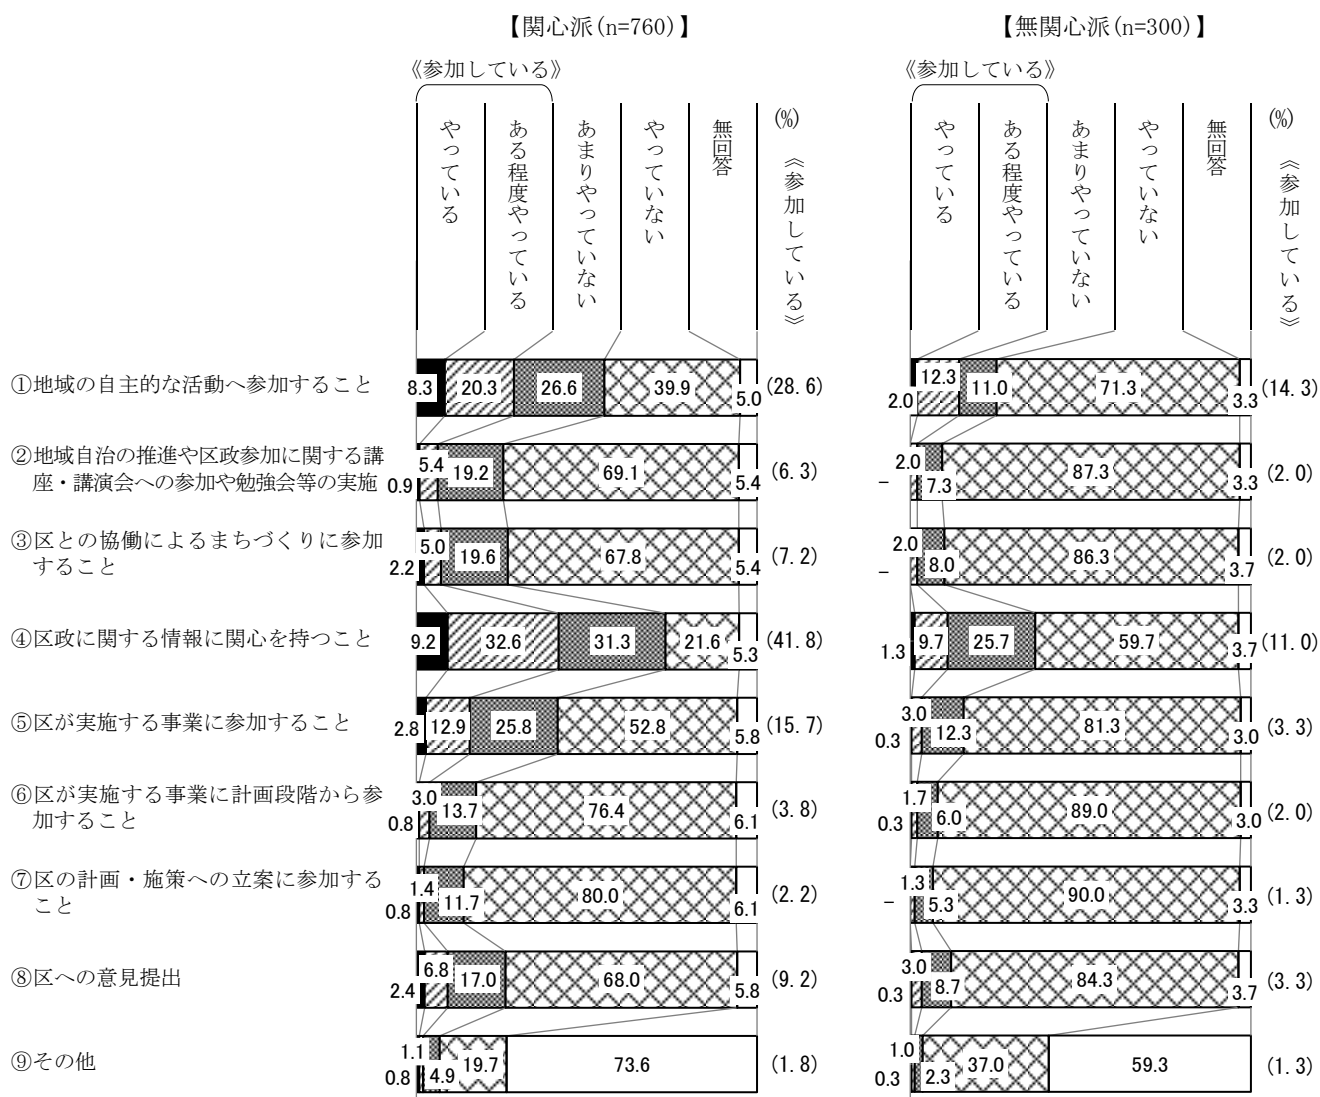 【関心派(n=760)】 【無関心派(n=300)】
《参加している》 《参加している》
やっている
ある程度やっている
あまりやっていない
やっていない
無回答
(%)
《参加している》
やっている
ある程度やっている
あまりやっていない
やっていない
無回答
(%)
《参加している》
①地域の自主的な活動へ参加すること 8.3 20.3 26.6 39.9 5.0 (28.6) 2.0 12.3 11.0 71.3 3.3 (14.3)
②地域自治の推進や区政参加に関する講
座・講演会への参加や勉強会等の実施 0.9 5.4 19.2 69.1 5.4 (6.3) – 2.0 7.3 87.3 3.3 (2.0)
③区との協働によるまちづくりに参加
すること 2.2 5.0 19.6 67.8 5.4 (7.2) – 2.0 8.0 86.3 3.7 (2.0)
④区政に関する情報に関心を持つこと 9.2 32.6 31.3 21.6 5.3 (41.8) 1.3 9.7 25.7 59.7 3.7 (11.0)
⑤区が実施する事業に参加すること 2.8 12.9 25.8 52.8 5.8 (15.7) 0.3 3.0 12.3 81.3 3.0 (3.3)
⑥区が実施する事業に計画段階から参
加すること 0.8 3.0 13.7 76.4 6.1 (3.8) 0.3 1.7 6.0 89.0 3.0 (2.0)
⑦区の計画・施策への立案に参加する
こと 0.8 1.4 11.7 80.0 6.1 (2.2) – 1.3 5.3 90.0 3.3 (1.3)
⑧区への意見提出 2.4 6.8 17.0 68.0 5.8 (9.2) 0.3 3.0 8.7 84.3 3.7 (3.3)
⑨その他 0.8 1.1 4.9 19.7 73.6 (1.8) 0.3 1.0 2.3 37.0 59.3 (1.3)